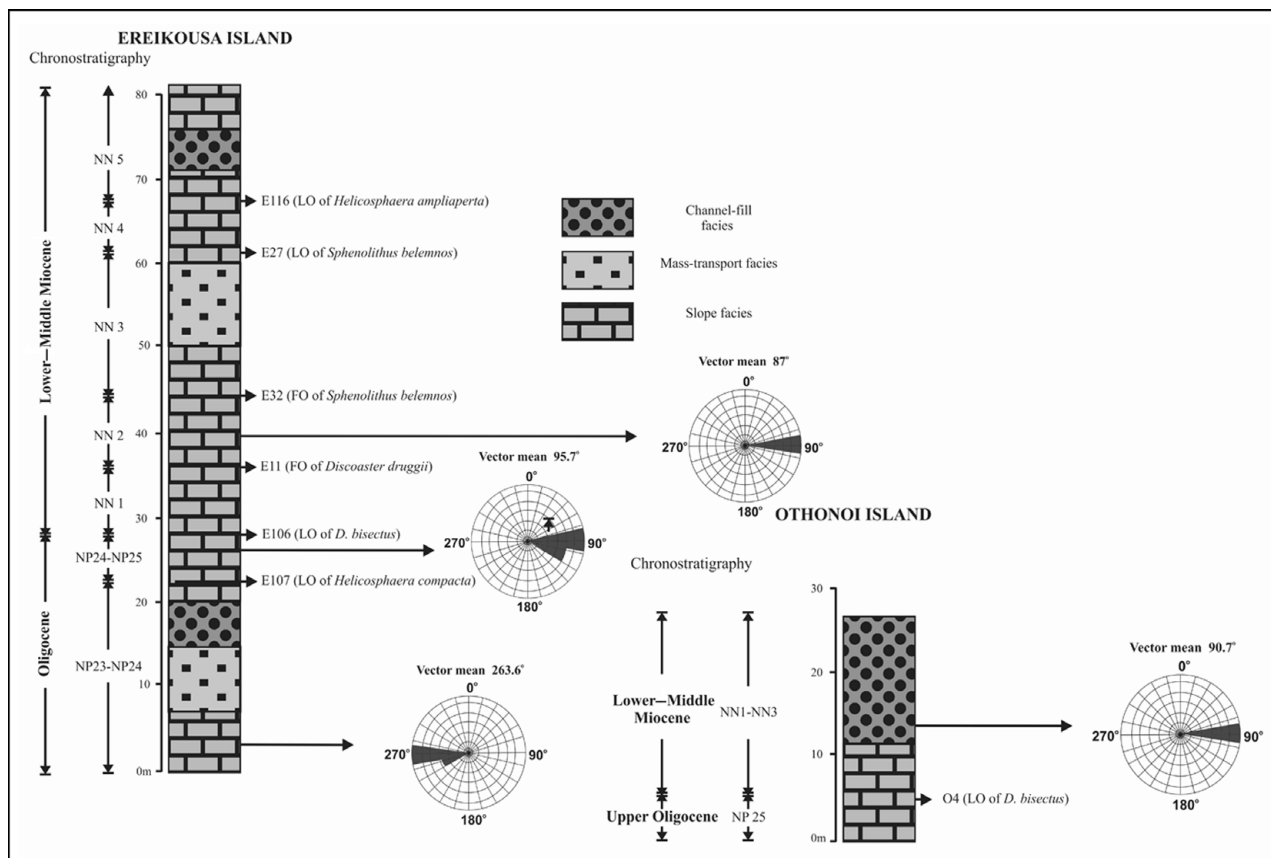 EREIKOUSA ISLAND
Chronostratigraphy
Lower–Middle Miocene
Oligocene
NN 5
NN 4
NN 3
NN 2
NN 1
NP24-NP25
NP23-NP24
80
70
60
50
40
30
20
10
0m
E116 (LO of Helicosphaera ampliaperta)
E27 (LO of Sphenolithus belemnos)
E32 (FO of Sphenolithus belemnos)
E11 (FO of Discoaster druggii)
E106 (LO of D. bisectus)
E107 (LO of Helicosphaera compacta)
Channel-fill
facies
Mass-transport facies
Slope facies
Vector mean 87°
0°
270°
90°
180°
Vector mean 95.7°
0°
270°
90°
180°
Vector mean 263.6°
0°
270°
90°
180°
OTHONOI ISLAND
Chronostratigraphy
Lower–Middle
Miocene
NN1-NN3
Upper Oligocene
NP 25
30
20
10
0m
O4 (LO of D. bisectus)
Vector mean 90.7°
0°
270°
90°
180°